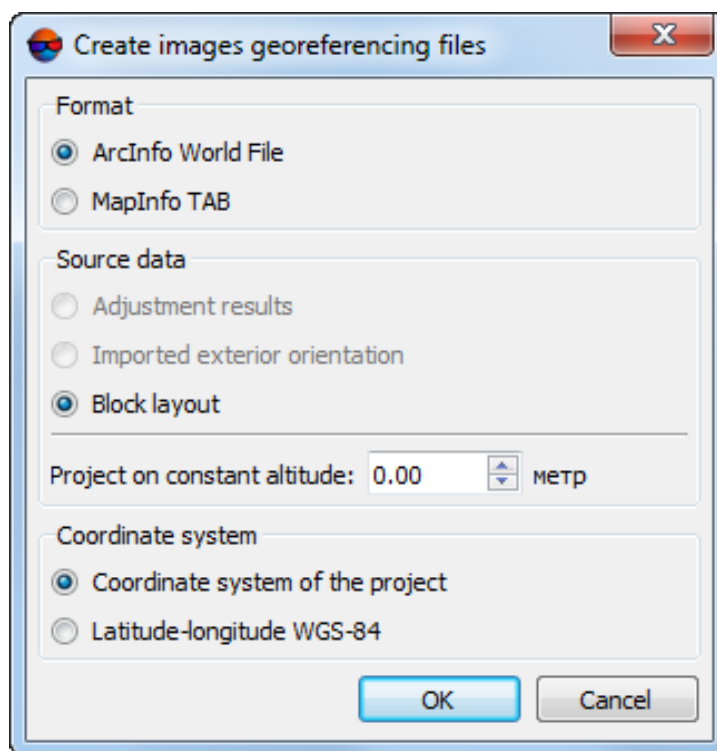 Create images georeferencing files
Format
ArcInfo World File
MapInfo TAB
Source data
Adjustment results
Imported exterior orientation
Block layout
Project on constant altitude: 0.00 метр
Coordinate system
Coordinate system of the project
Latitude-longitude WGS-84
OK Cancel